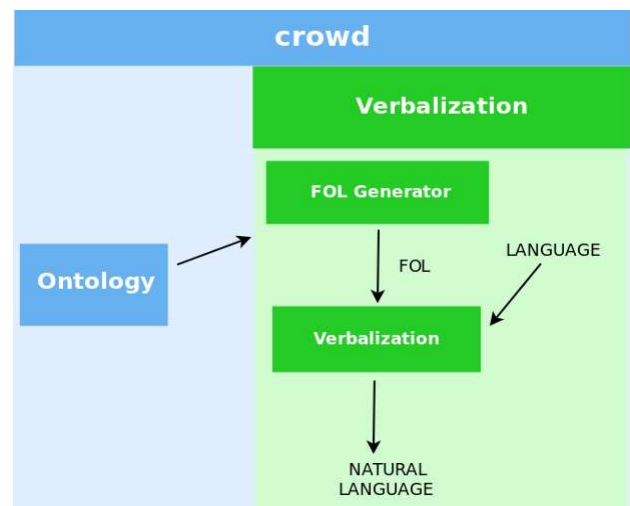 crowd
Verbalization
FOL Generator
FOL
LANGUAGE
Ontology
Verbalization
NATURAL
LANGUAGE